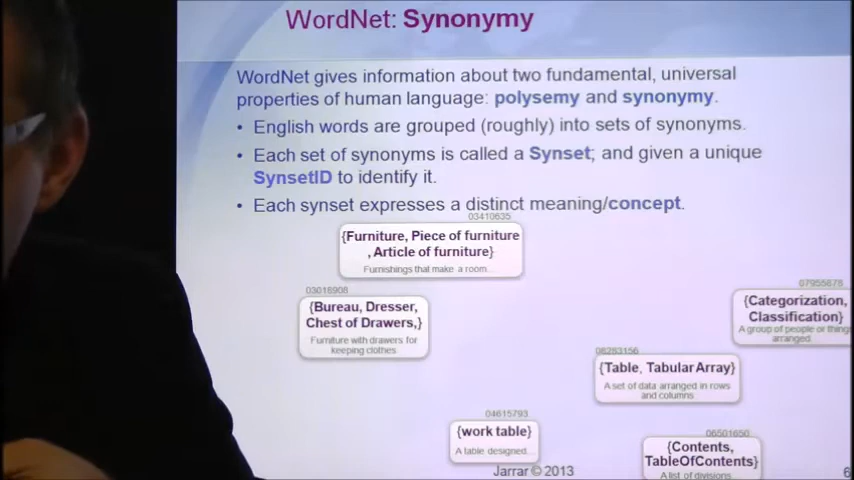 WordNet: Synonymy
WordNet gives information about two fundamental, universal
properties of human language: polysemy and synonymy.
• English words are grouped (roughly) into sets of synonyms.
• Each set of synonyms is called a Synset; and given a unique
SynsetID to identify it.
• Each synset expresses a distinct meaning/concept.
03410635
{Furniture, Piece of furniture
, Article of furniture}
Furnishings that make a room...
03018908
{Bureau, Dresser,
Chest of Drawers,}
Furniture with drawers for
keeping clothes
07955878
{Categorization,
Classification}
A group of people or things
arranged
08283156
{Table, Tabular Array}
A set of data arranged in rows
and columns
04615793
{work table}
A table designed...
06501650
{Contents,
TableOfContents}
A list of divisions
Jarrar © 2013
6